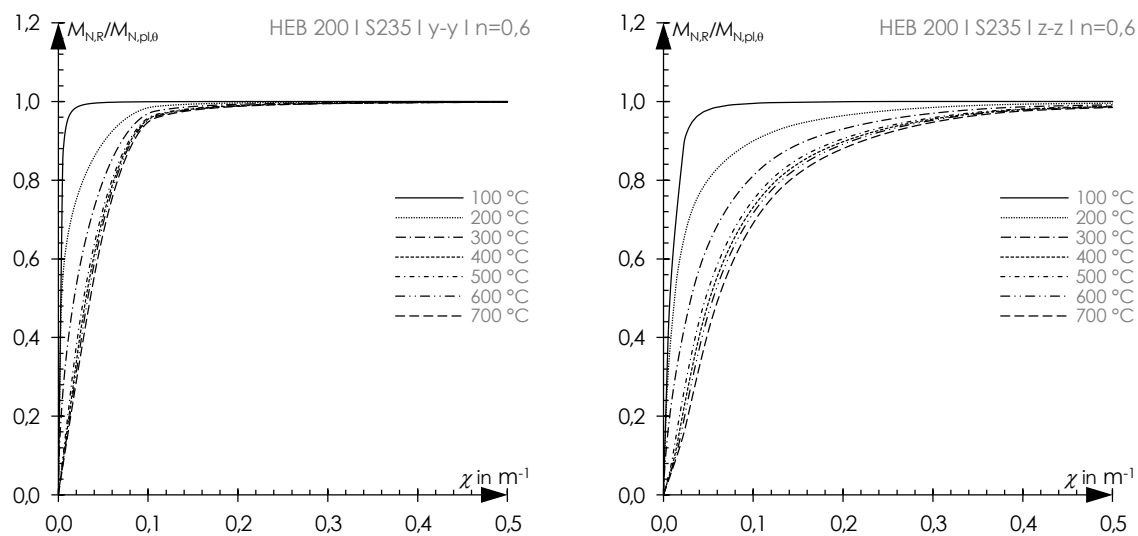 1,2
M_N,R/M_N,pl,θ
HEB 200 I S235 I y-y I n=0,6
1,0
0,8
100 °C
200 °C
300 °C
0,6
400 °C
500 °C
600 °C
700 °C
0,4
0,2
χ in m⁻¹
0,0
0,0 0,1 0,2 0,3 0,4 0,5
1,2
M_N,R/M_N,pl,θ
HEB 200 I S235 I z-z I n=0,6
1,0
0,8
100 °C
200 °C
300 °C
0,6
400 °C
500 °C
600 °C
700 °C
0,4
0,2
χ in m⁻¹
0,0
0,0 0,1 0,2 0,3 0,4 0,5